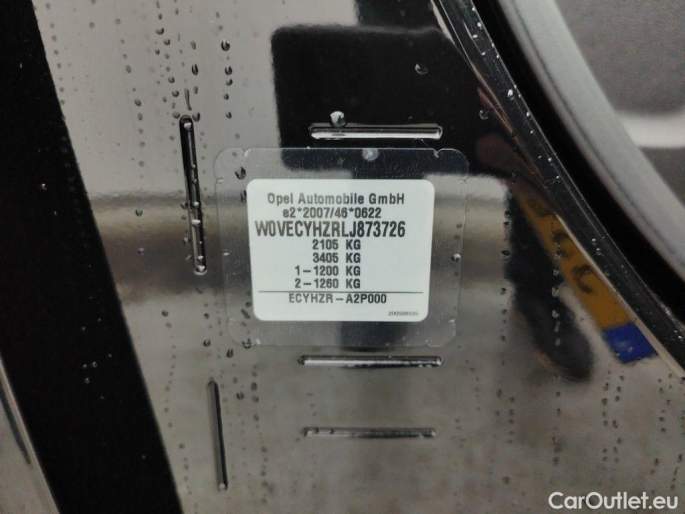 Opel Automobile GmbH
e2*2007/46*0622
W0VECYHZRLJ873726
2105 KG
3405 KG
1-1200 KG
2-1260 KG
ECYHZR-A2P000
CarOutlet.eu